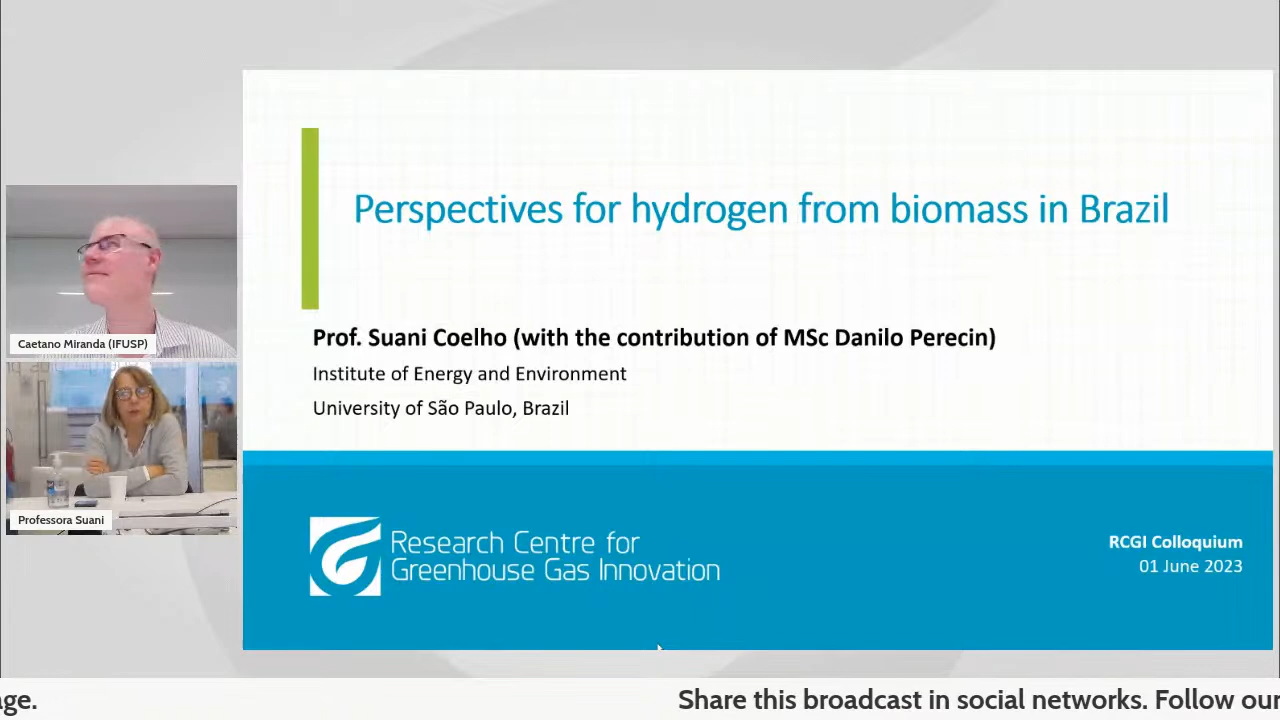 Perspectives for hydrogen from biomass in Brazil
Prof. Suani Coelho (with the contribution of MSc Danilo Perecin)
Institute of Energy and Environment
University of São Paulo, Brazil
Caetano Miranda (IFUSP)
Professora Suani
Research Centre for
Greenhouse Gas Innovation
RCGI Colloquium
01 June 2023
ge.
Share this broadcast in social networks. Follow our